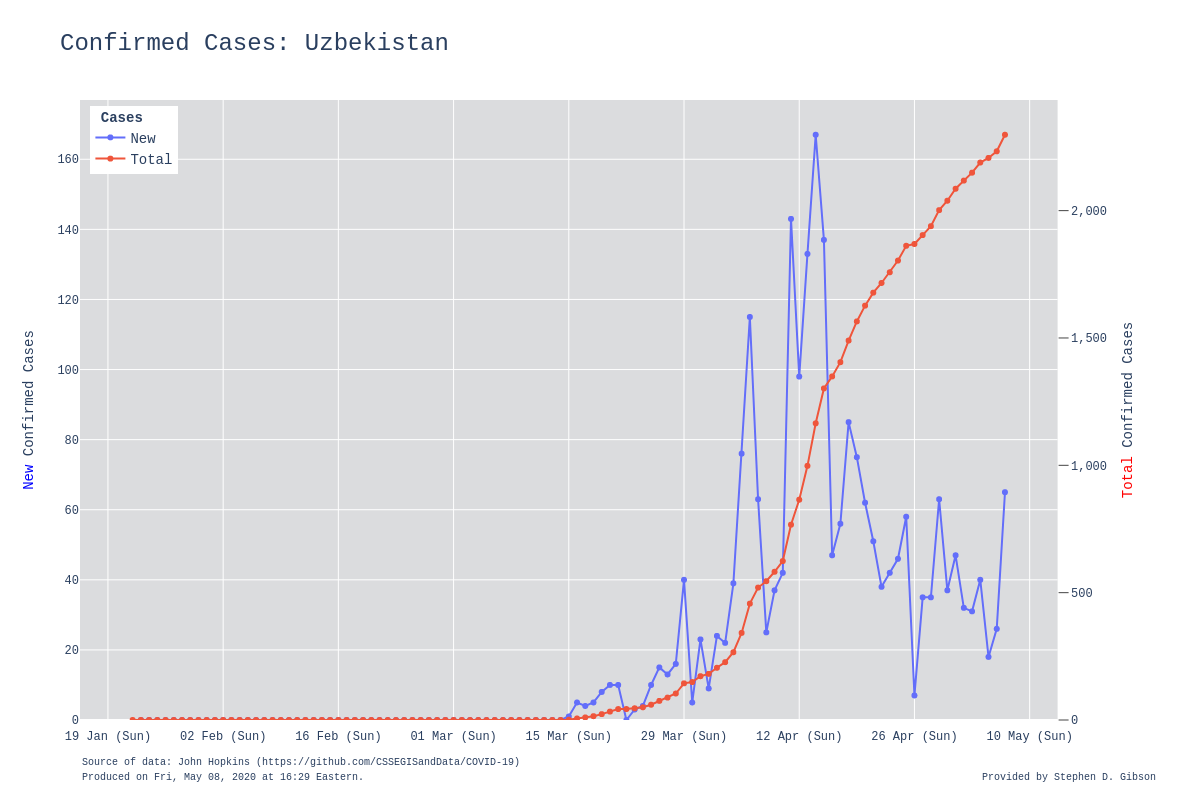 Confirmed Cases: Uzbekistan
Cases
New
Total
160
140
120
100
80
60
40
20
0
2,000
1,500
1,000
500
0
New Confirmed Cases
Total Confirmed Cases
19 Jan (Sun) 02 Feb (Sun) 16 Feb (Sun) 01 Mar (Sun) 15 Mar (Sun) 29 Mar (Sun) 12 Apr (Sun) 26 Apr (Sun) 10 May (Sun)
Source of data: John Hopkins (https://github.com/CSSEGISandData/COVID-19)
Produced on Fri, May 08, 2020 at 16:29 Eastern.
Provided by Stephen D. Gibson